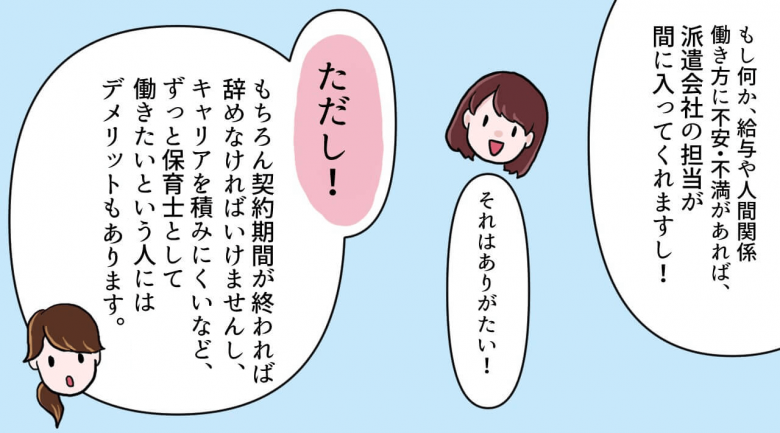 もし何か、給与や人間関係
働き方に不安・不満があれば、
派遣会社の担当が
間に入ってくれますし！
それはありがたい！
ただし！
もちろん契約期間が終われば
辞めなければいけませんし、
キャリアを積みにくいなど、
ずっと保育士として
働きたいという人には
デメリットもあります。